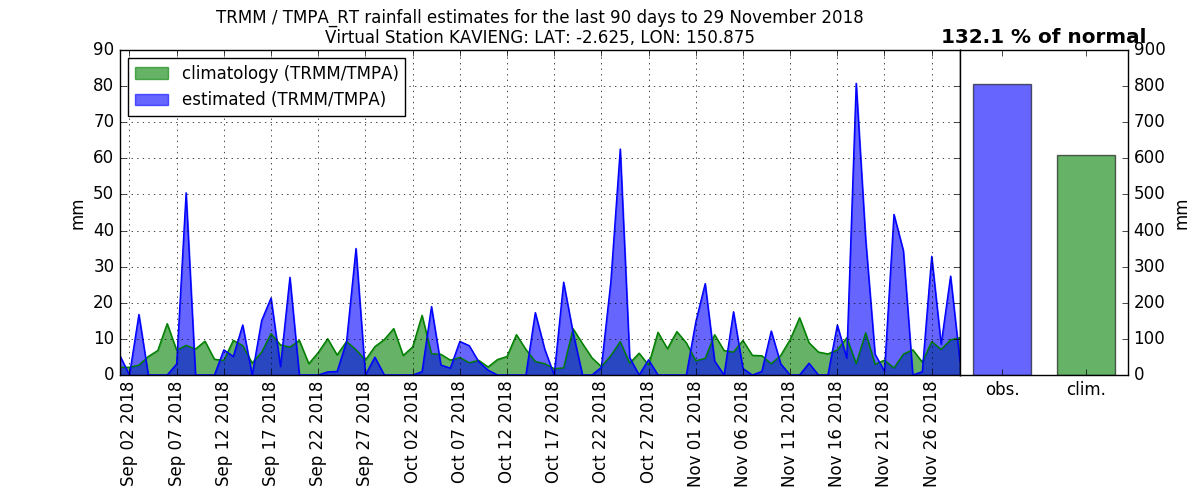 TRMM / TMPA_RT rainfall estimates for the last 90 days to 29 November 2018
Virtual Station KAVIENG: LAT: -2.625, LON: 150.875
132.1 % of normal
climatology (TRMM/TMPA)
estimated (TRMM/TMPA)
90
80
70
60
50
40
30
20
10
0
mm
Sep 02 2018
Sep 07 2018
Sep 12 2018
Sep 17 2018
Sep 22 2018
Sep 27 2018
Oct 02 2018
Oct 07 2018
Oct 12 2018
Oct 17 2018
Oct 22 2018
Oct 27 2018
Nov 01 2018
Nov 06 2018
Nov 11 2018
Nov 16 2018
Nov 21 2018
Nov 26 2018
obs.
clim.
900
800
700
600
500
400
300
200
100
0
mm